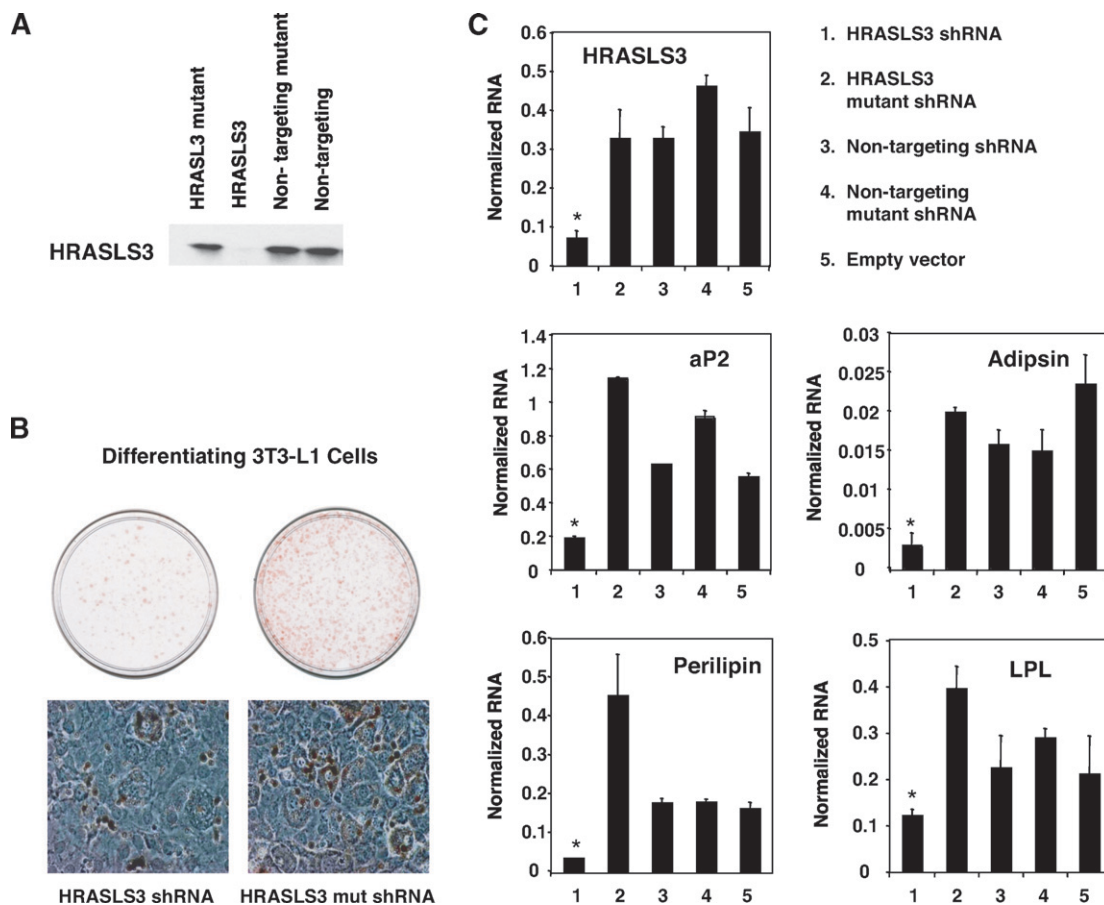 A
HRASL3 mutant
HRASLS3
Non- targeting mutant
Non-targeting
HRASLS3
B
Differentiating 3T3-L1 Cells
HRASLS3 shRNA
HRASLS3 mut shRNA
C
Normalized RNA
0.6
0.5
0.4
0.3
0.2
0.1
0
HRASLS3
*
1 2 3 4 5
1. HRASLS3 shRNA
2. HRASLS3
mutant shRNA
3. Non-targeting shRNA
4. Non-targeting
mutant shRNA
5. Empty vector
Normalized RNA
1.4
1.2
1
0.8
0.6
0.4
0.2
0
aP2
*
1 2 3 4 5
Normalized RNA
0.03
0.025
0.02
0.015
0.01
0.005
0
Adipsin
*
1 2 3 4 5
Normalized RNA
0.6
0.5
0.4
0.3
0.2
0.1
0
Perilipin
*
1 2 3 4 5
Normalized RNA
0.5
0.4
0.3
0.2
0.1
0
LPL
*
1 2 3 4 5